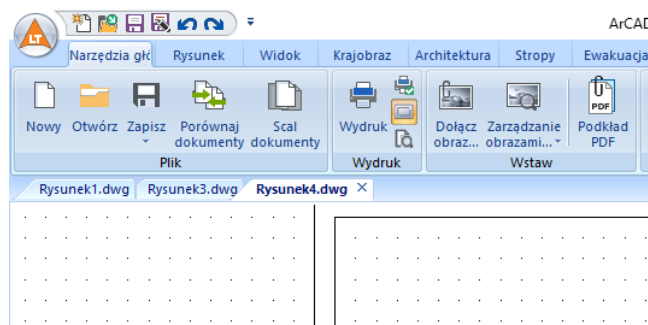 ArCAD
LT
Narzędzia głć Rysunek Widok Krajobraz Architektura Stropy Ewakuacja
Nowy Otwórz Zapisz Porównaj dokumenty Scal dokumenty Wydruk Dołącz obraz... Zarządzanie obrazami... Podkład PDF
PDF
Plik Wydruk Wstaw
Rysunek1.dwg Rysunek3.dwg Rysunek4.dwg